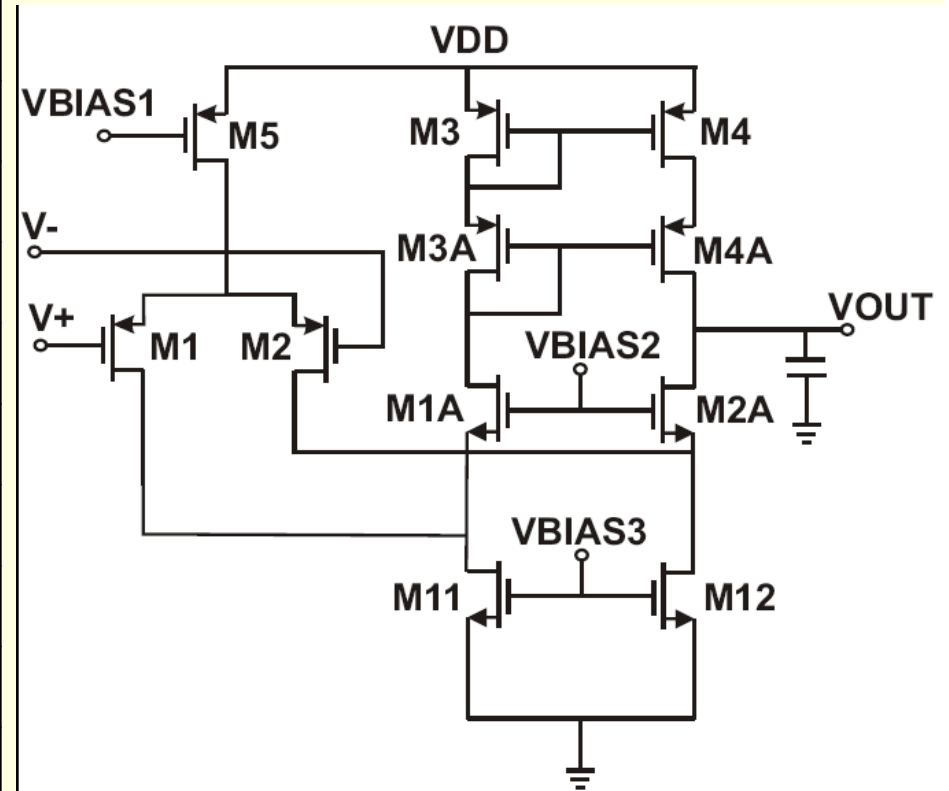 VDD
VBIAS1
M5
M3
M4
V-
M3A
M4A
V+
M1
M2
VBIAS2
VOUT
M1A
M2A
VBIAS3
M11
M12